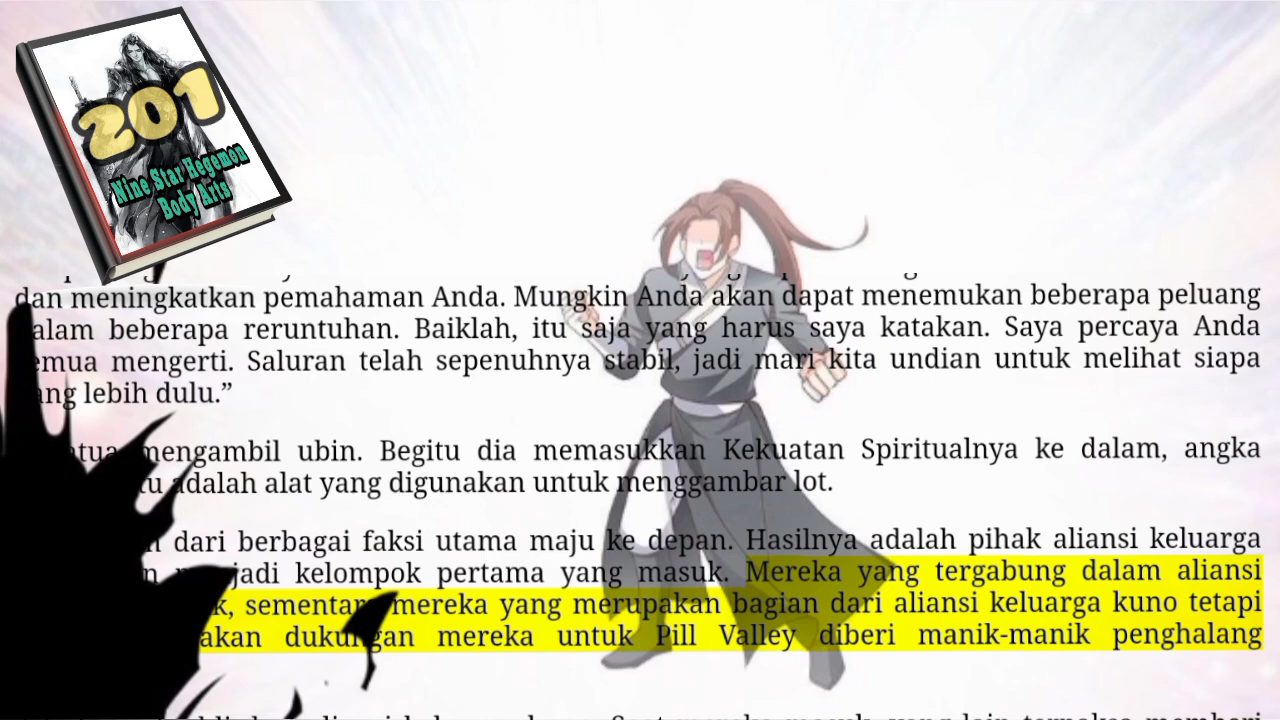 201
Nine Star Hegemon
Body Arts
dan meningkatkan pemahaman Anda. Mungkin Anda akan dapat menemukan beberapa peluang
dalam beberapa reruntuhan. Baiklah, itu saja yang harus saya katakan. Saya percaya Anda
semua mengerti. Saluran telah sepenuhnya stabil, jadi mari kita undian untuk melihat siapa
yang lebih dulu.”
mengambil ubin. Begitu dia memasukkan Kekuatan Spiritualnya ke dalam, angka
adalah alat yang digunakan untuk menggambar lot.
dari berbagai faksi utama maju ke depan. Hasilnya adalah pihak aliansi keluarga
menjadi kelompok pertama yang masuk. Mereka yang tergabung dalam aliansi
sementara mereka yang merupakan bagian dari aliansi keluarga kuno tetapi
dukungan mereka untuk Pill Valley diberi manik-manik penghalang